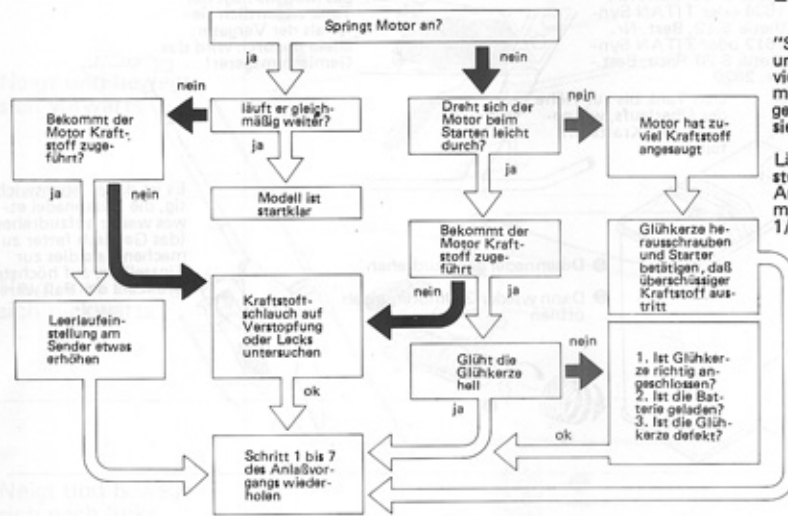 Springt Motor an?
ja
nein
nein
läuft er gleich-
mäßig weiter?
Bekommt der
Motor Kraft-
stoff zuge-
führt?
Dreht sich der
Motor beim
Starten leicht
durch?
nein
Motor hat zu-
viel Kraftstoff
angesaugt
ja
nein
ja
Modell ist
startklar
ja
Bekommt der
Motor Kraft-
stoff zuge-
führt
Glühkerze he-
rausschrauben
und Starter
betätigen, daß
überschüssiger
Kraftstoff aus-
tritt
nein
ja
Leerlaufein-
stellung am
Sender etwas
erhöhen
Kraftstoft-
schlauch auf
Verstopfung
oder Lecks
untersuchen
ok
Glüht die
Glühkerze
hell
nein
ja
1. Ist Glühker-
ze richtig an-
geschlossen?
2. Ist die Bat-
terie geladen?
3. Ist die Glüh-
kerze defekt?
ok
Schritt 1 bis 7
des Anlaßvor-
gangs wieder-
holen